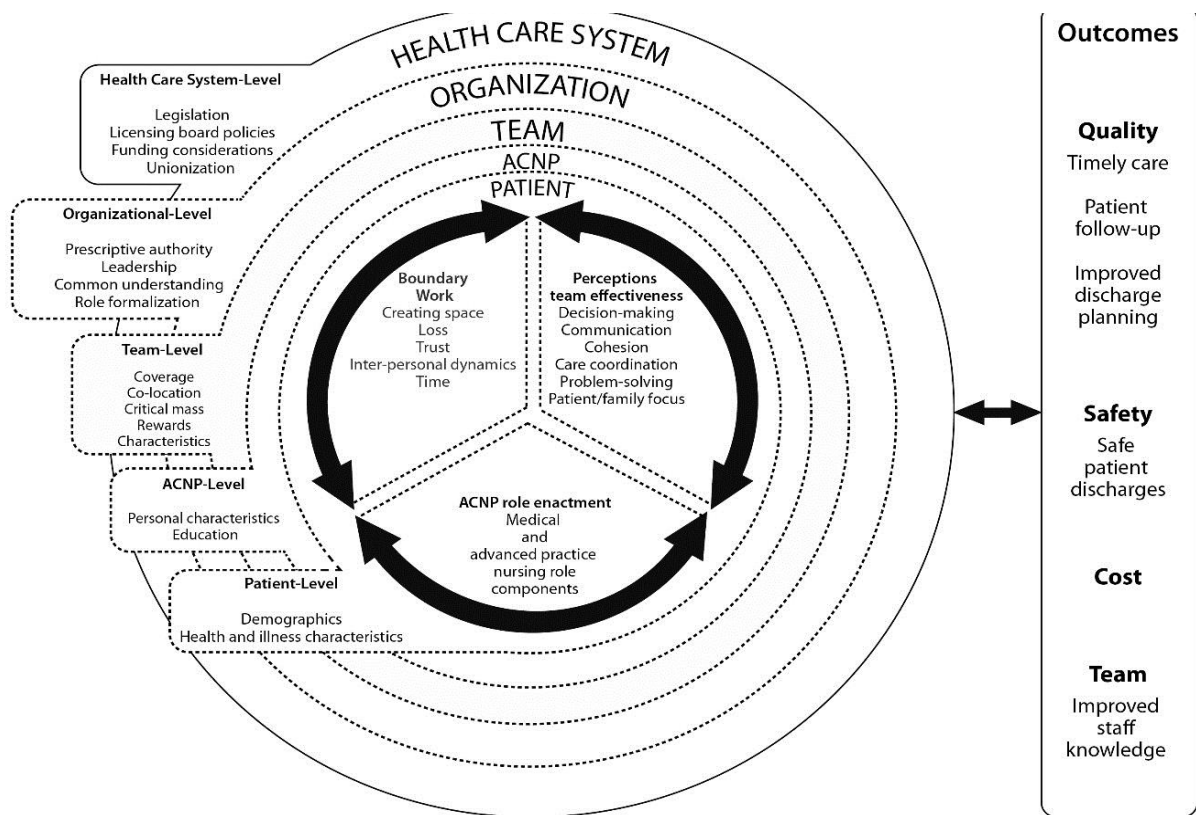 HEALTH CARE SYSTEM
ORGANIZATION
TEAM
ACNP
PATIENT
Health Care System-Level
Legislation
Licensing board policies
Funding considerations
Unionization
Organizational-Level
Prescriptive authority
Leadership
Common understanding
Role formalization
Team-Level
Coverage
Co-location
Critical mass
Rewards
Characteristics
ACNP-Level
Personal characteristics
Education
Patient-Level
Demographics
Health and illness characteristics
Boundary
Work
Creating space
Loss
Trust
Inter-personal dynamics
Time
Perceptions
team effectiveness
Decision-making
Communication
Cohesion
Care coordination
Problem-solving
Patient/family focus
ACNP role enactment
Medical
and
advanced practice
nursing role
components
Outcomes
Quality
Timely care
Patient
follow-up
Improved
discharge
planning
Safety
Safe
patient
discharges
Cost
Team
Improved
staff
knowledge